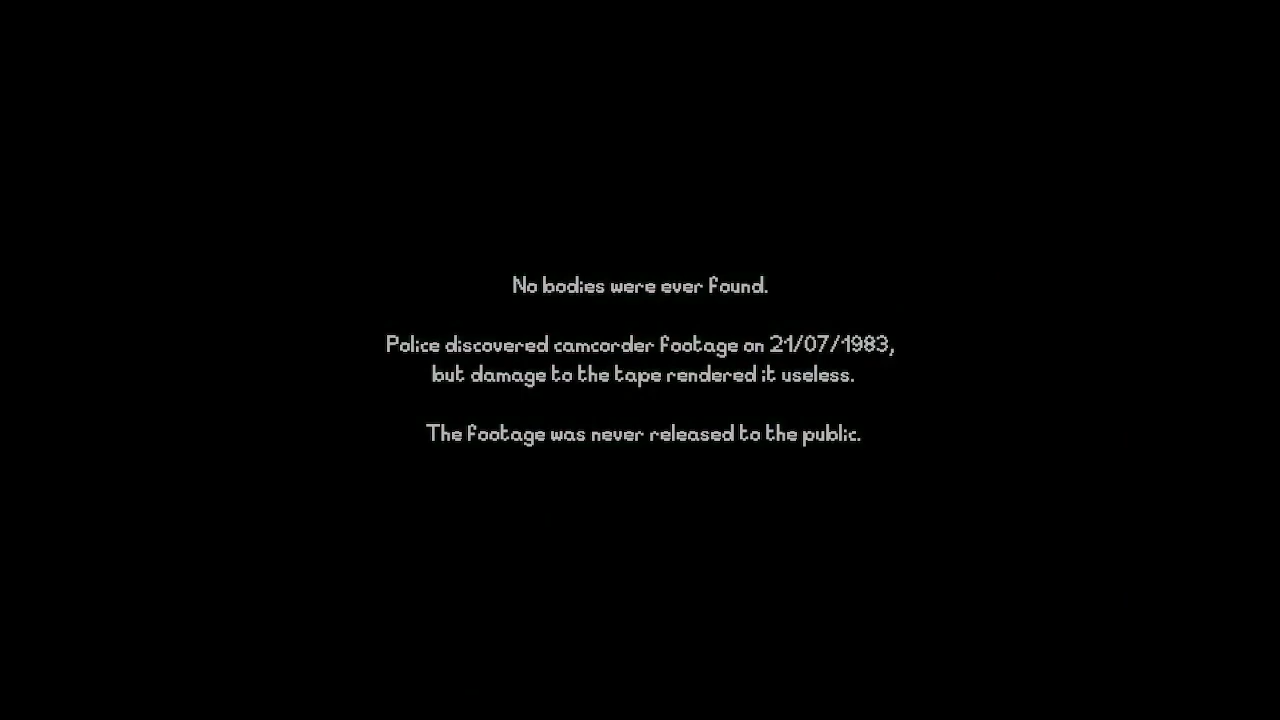 No bodies were ever found.
Police discovered camcorder footage on 21/07/1983,
but damage to the tape rendered it useless.
The footage was never released to the public.